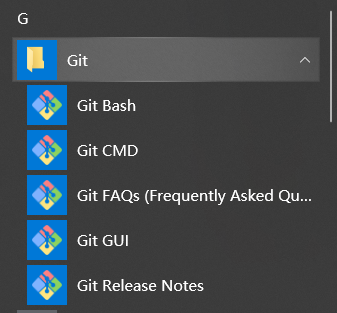 G
Git
Git Bash
Git CMD
Git FAQs (Frequently Asked Qu...
Git GUI
Git Release Notes